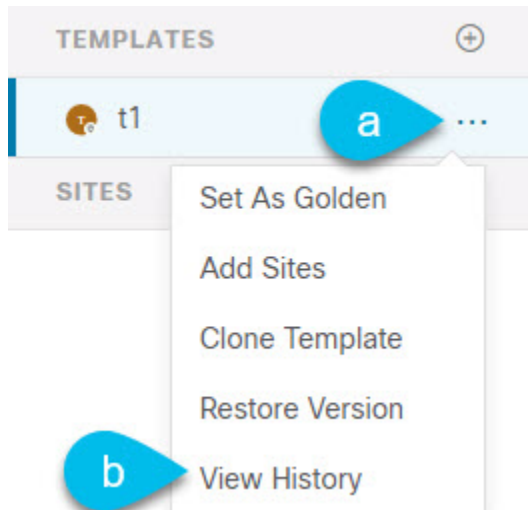 TEMPLATES
t1
a
...
SITES
Set As Golden
Add Sites
Clone Template
Restore Version
b
View History